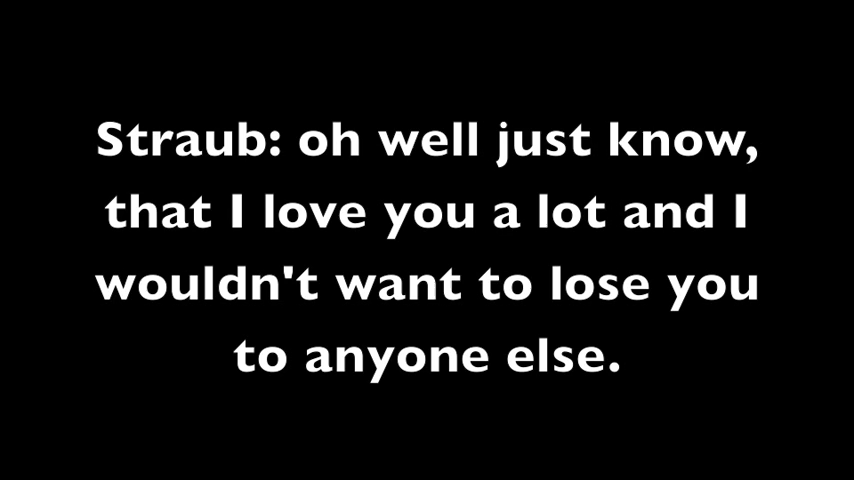 Straub: oh well just know,
that I love you a lot and I
wouldn't want to lose you
to anyone else.